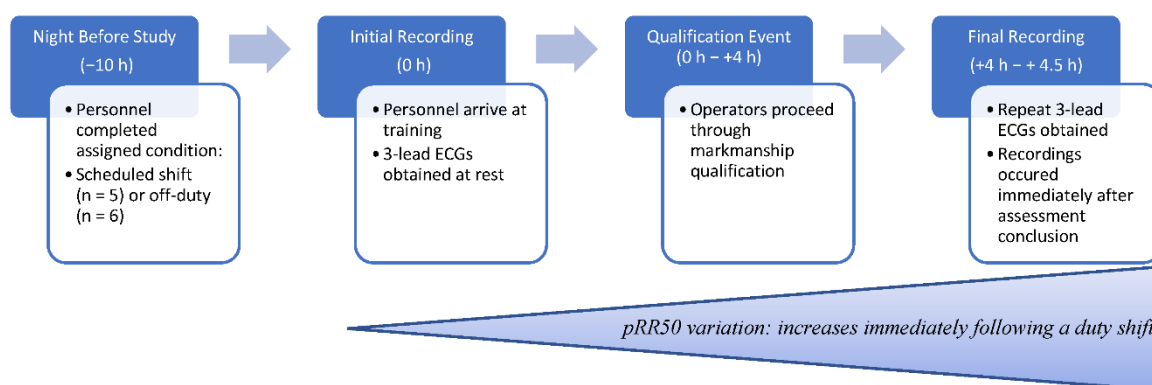 Night Before Study
(−10 h)
• Personnel
completed
assigned condition:
• Scheduled shift
(n = 5) or off-duty
(n = 6)
Initial Recording
(0 h)
• Personnel arrive at
training
• 3-lead ECGs
obtained at rest
Qualification Event
(0 h − +4 h)
• Operators proceed
through
markmanship
qualification
Final Recording
(+4 h − + 4.5 h)
• Repeat 3-lead
ECGs obtained
• Recordings
occured
immediately after
assessment
conclusion
pRR50 variation: increases immediately following a duty shift